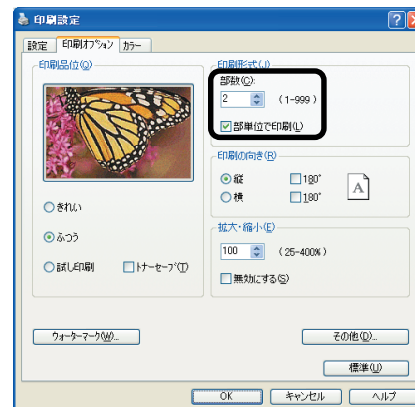 印刷設定
設定 印刷オプション カラー
印刷品位(Q)
きれい
ふつう
試し印刷 トナーセーブ(T)
印刷形式(J)
部数(C):
2 (1-999)
部単位で印刷(L)
印刷の向き(R)
縦 180°
横 180°
A
拡大・縮小(E)
100 (25-400%)
無効にする(S)
ウォーターマーク(W)... その他(D)...
標準(U)
OK キャンセル ヘルプ